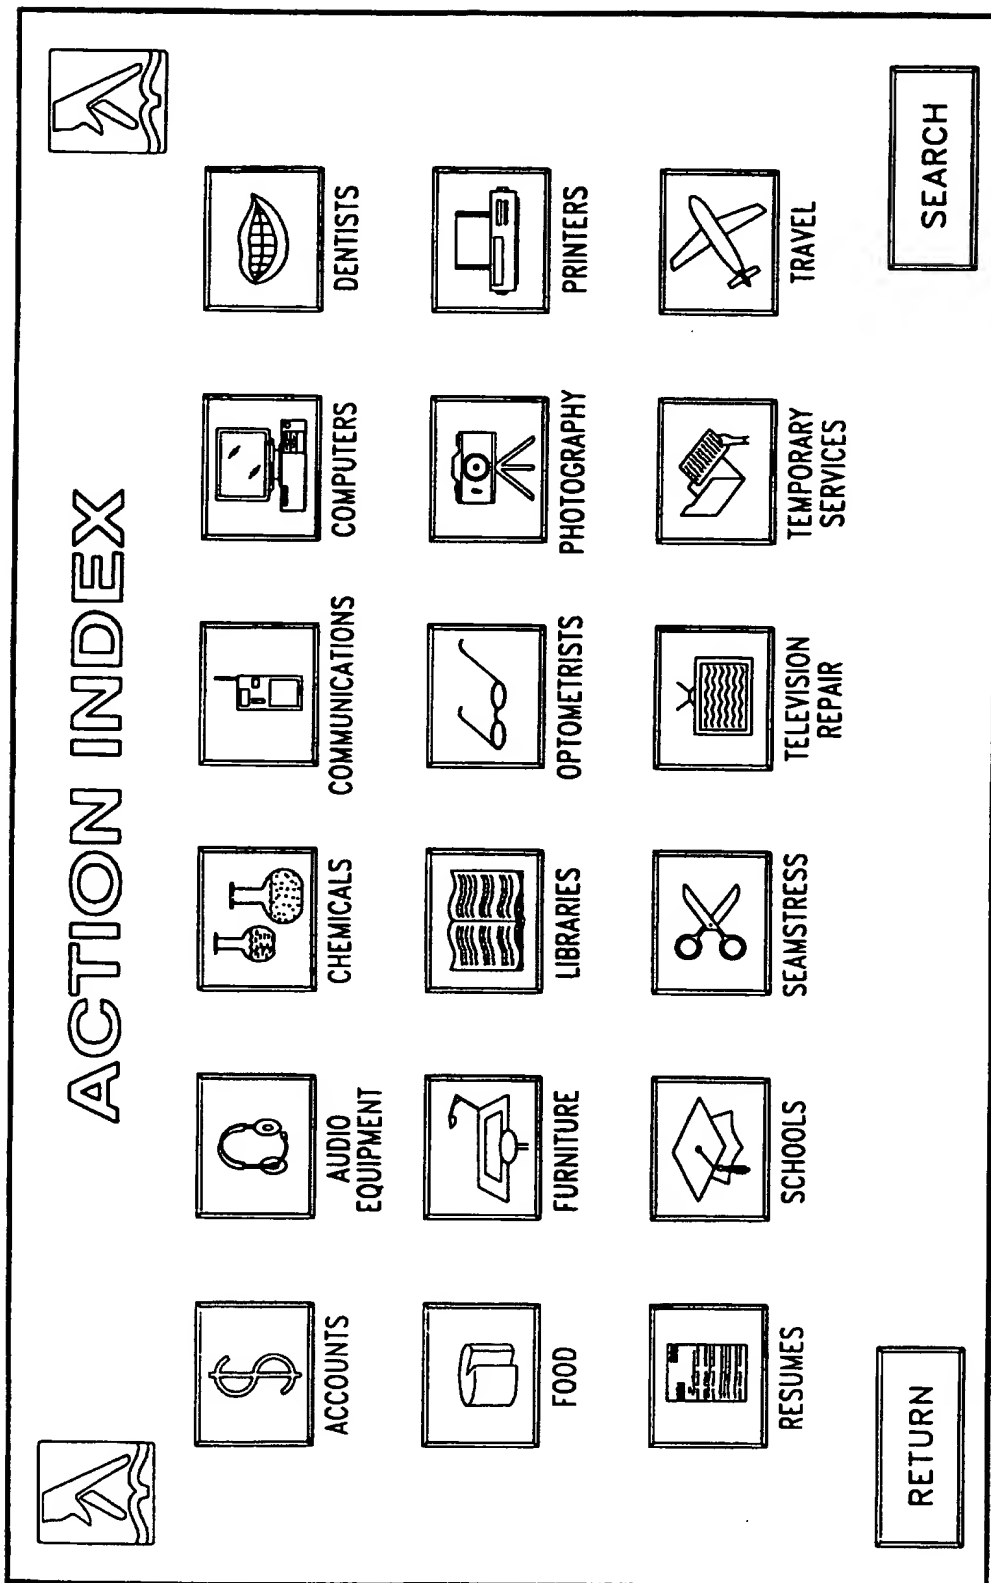 ACTION INDEX
ACCOUNTS
AUDIO
EQUIPMENT
CHEMICALS
COMMUNICATIONS
COMPUTERS
DENTISTS
FOOD
FURNITURE
LIBRARIES
OPTOMETRISTS
PHOTOGRAPHY
PRINTERS
RESUMES
SCHOOLS
SEAMSTRESS
TELEVISION
REPAIR
TEMPORARY
SERVICES
TRAVEL
RETURN
SEARCH